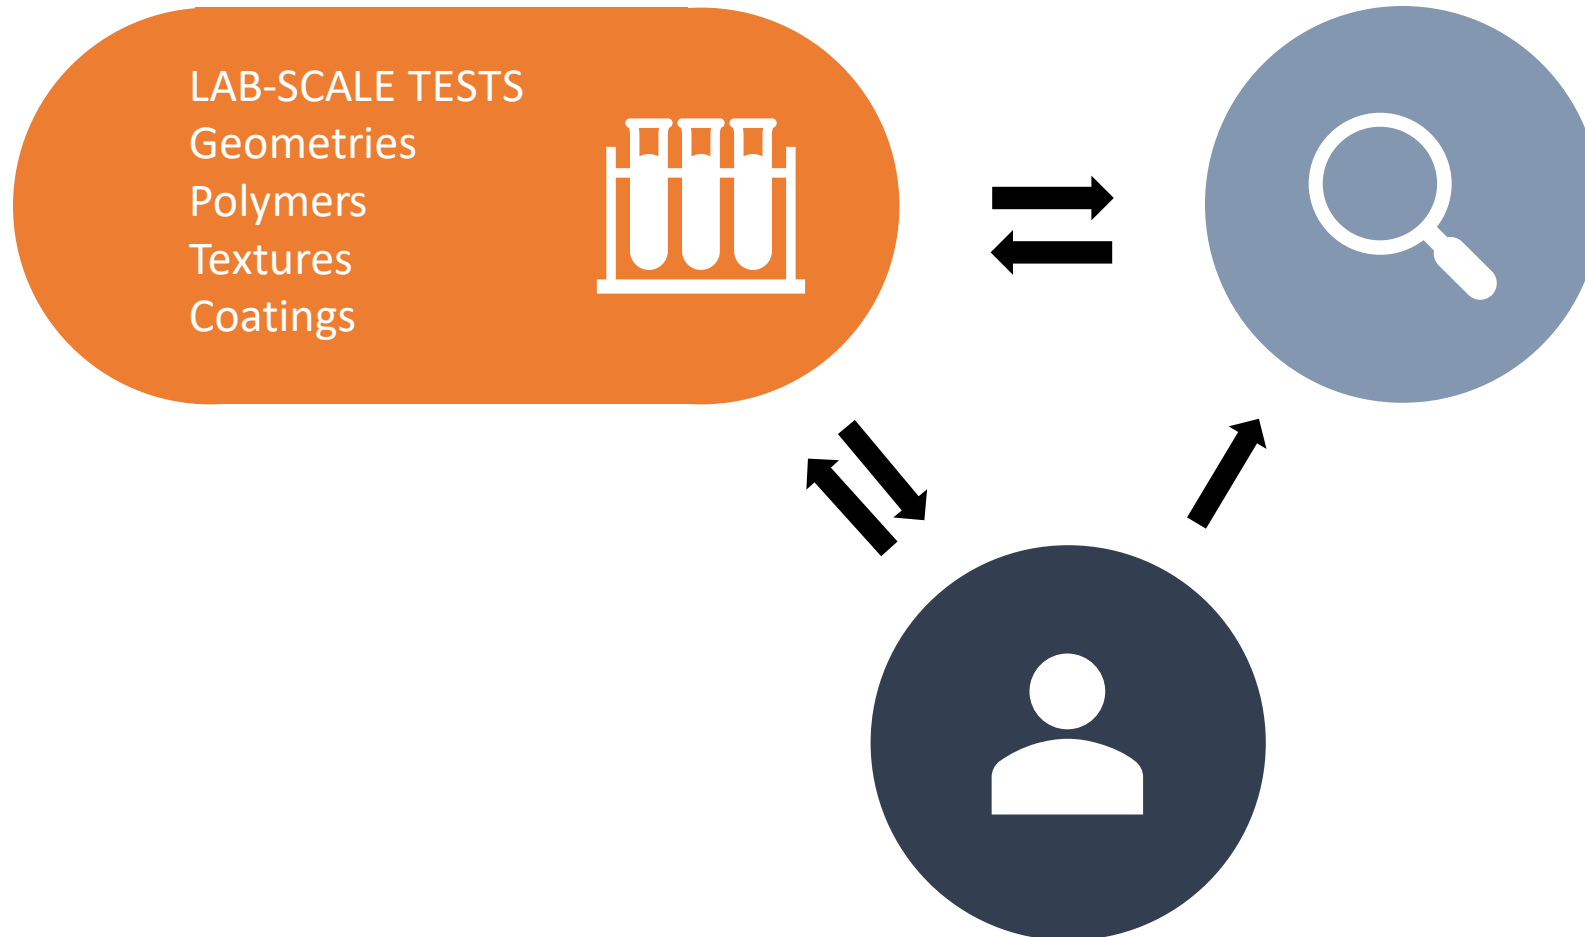 LAB-SCALE TESTS
Geometries
Polymers
Textures
Coatings